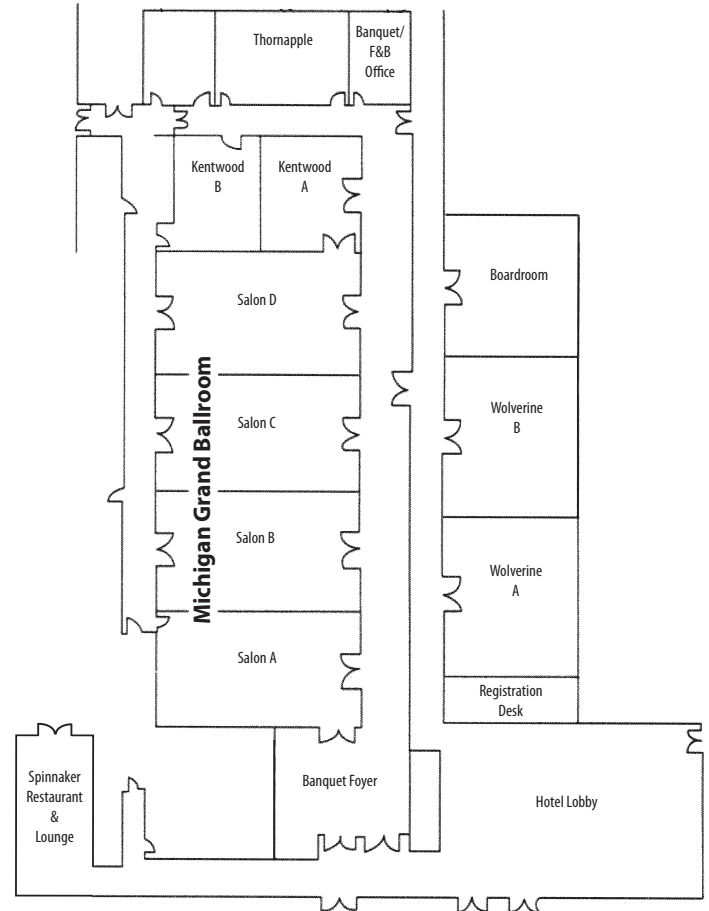 Thornapple
Banquet/
F&B
Office
Kentwood
B
Kentwood
A
Salon D
Boardroom
Michigan Grand Ballroom
Salon C
Wolverine
B
Salon B
Wolverine
A
Salon A
Registration
Desk
Spinnaker
Restaurant
&
Lounge
Banquet Foyer
Hotel Lobby